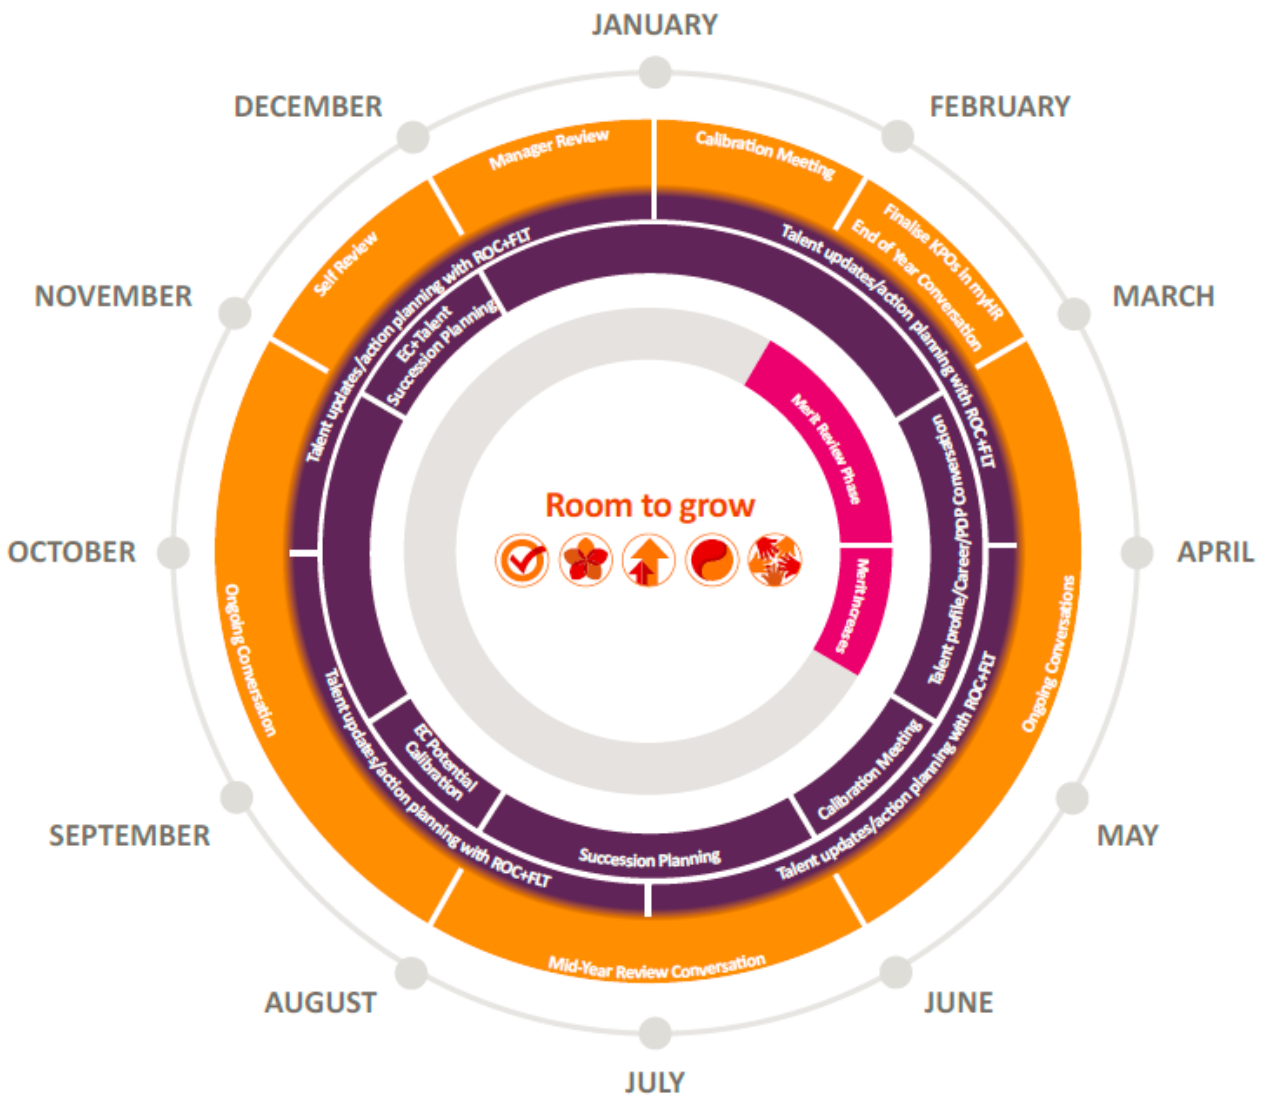 JANUARY
FEBRUARY
MARCH
APRIL
MAY
JUNE
JULY
AUGUST
SEPTEMBER
OCTOBER
NOVEMBER
DECEMBER
Calibration Meeting
Finalise KPOs in myHR
End of Year Conversation
Ongoing Conversations
Mid-Year Review Conversation
Ongoing Conversation
Self Review
Manager Review
Talent updates/action planning with ROC+FLT
Talent updates/action planning with ROC+FLT
Talent updates/action planning with ROC+FLT
Talent updates/action planning with ROC+FLT
Talent profile/Career/PDP Conversation
Calibration Meeting
Succession Planning
EC Potential
Calibration
EC+Talent
Succession Planning
Merit Review Phase
Merit Increases
Room to grow